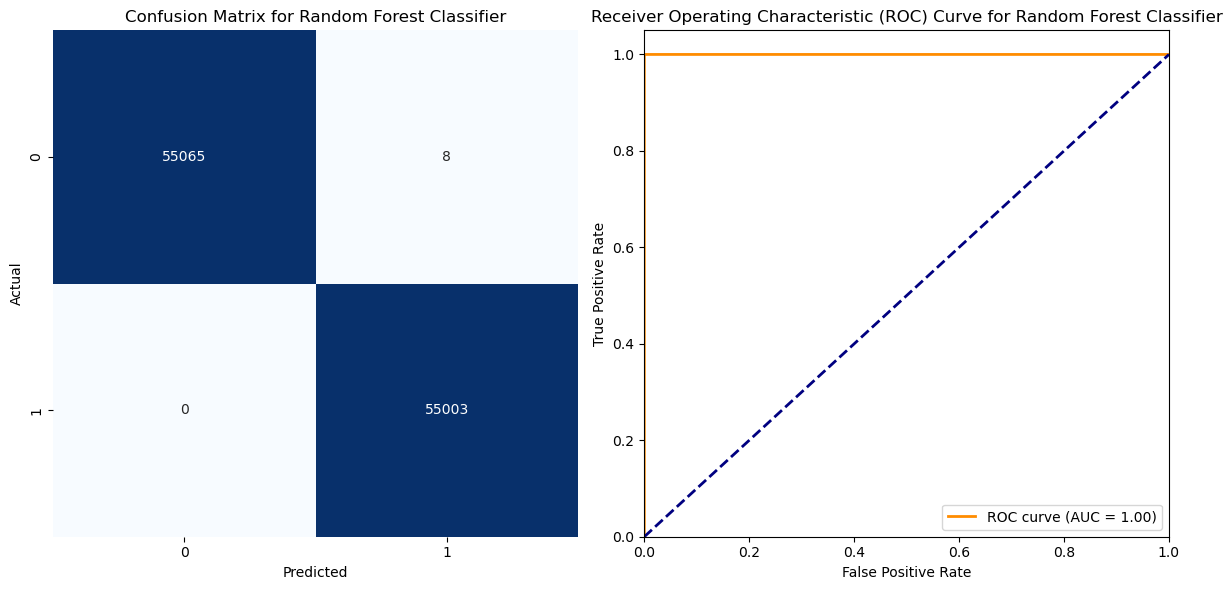 Confusion Matrix for Random Forest Classifier
Actual
0
1
55065
8
0
55003
0
1
Predicted
Receiver Operating Characteristic (ROC) Curve for Random Forest Classifier
True Positive Rate
1.0
0.8
0.6
0.4
0.2
0.0
ROC curve (AUC = 1.00)
0.0
0.2
0.4
0.6
0.8
1.0
False Positive Rate